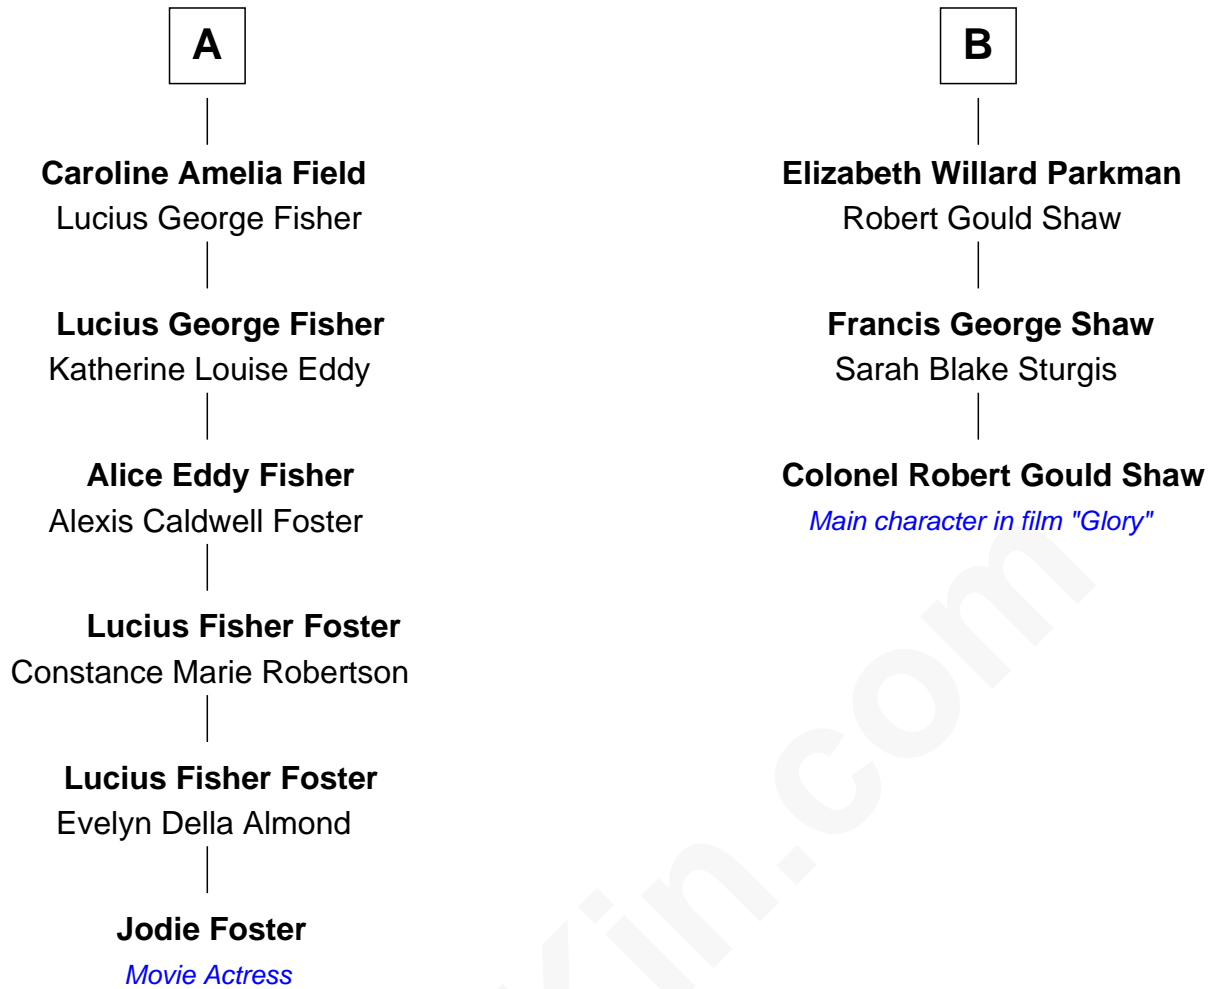 A
Caroline Amelia Field
Lucius George Fisher
Lucius George Fisher
Katherine Louise Eddy
Alice Eddy Fisher
Alexis Caldwell Foster
Lucius Fisher Foster
Constance Marie Robertson
Lucius Fisher Foster
Evelyn Della Almond
Jodie Foster
Movie Actress
B
Elizabeth Willard Parkman
Robert Gould Shaw
Francis George Shaw
Sarah Blake Sturgis
Colonel Robert Gould Shaw
Main character in film "Glory"
Kin.com